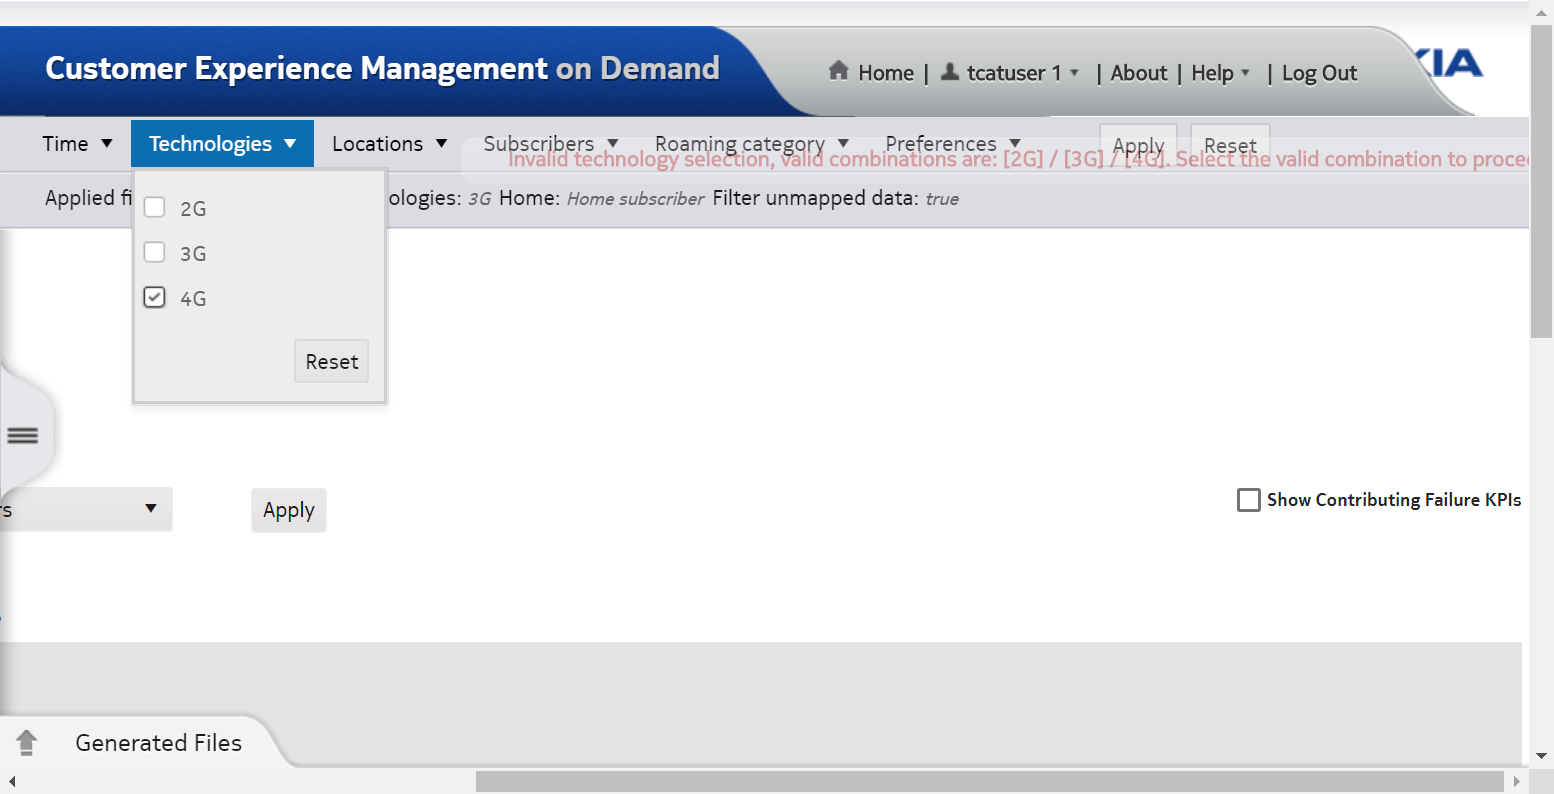 Customer Experience Management on Demand
Home | tcatuser 1 | About | Help | Log Out
KIA
Time Technologies Locations Subscribers Roaming category Preferences Apply Reset
Invalid technology selection, valid combinations are: [2G] / [3G] / [4G]. Select the valid combination to procee
Applied fi ologies: 3G Home: Home subscriber Filter unmapped data: true
2G
3G
4G
Reset
rs Apply Show Contributing Failure KPIs
Generated Files